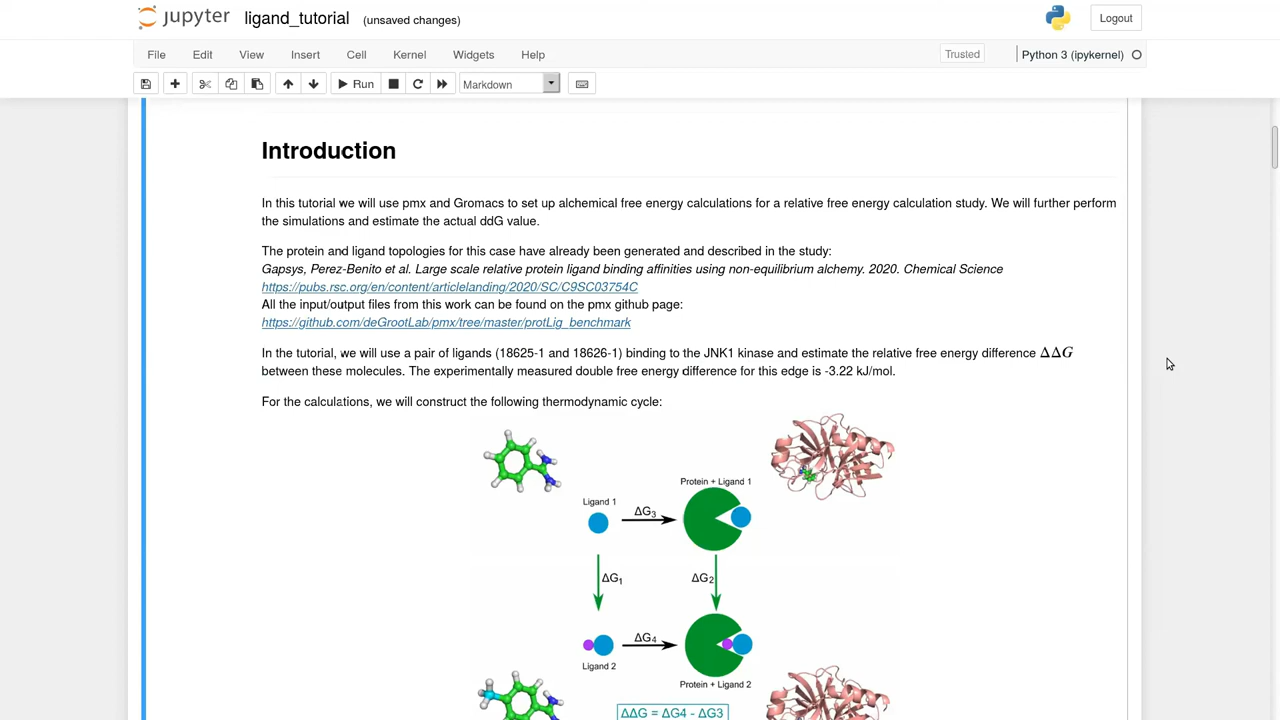 jupyter ligand_tutorial (unsaved changes)
Logout
File Edit View Insert Cell Kernel Widgets Help
Trusted
Python 3 (ipykernel)
Run
Markdown
Introduction
In this tutorial we will use pmx and Gromacs to set up alchemical free energy calculations for a relative free energy calculation study. We will further perform
the simulations and estimate the actual ddG value.
The protein and ligand topologies for this case have already been generated and described in the study:
Gapsys, Perez-Benito et al. Large scale relative protein ligand binding affinities using non-equilibrium alchemy. 2020. Chemical Science
https://pubs.rsc.org/en/content/articlelanding/2020/SC/C9SC03754C
All the input/output files from this work can be found on the pmx github page:
https://github.com/deGrootLab/pmx/tree/master/protLig_benchmark
In the tutorial, we will use a pair of ligands (18625-1 and 18626-1) binding to the JNK1 kinase and estimate the relative free energy difference ΔΔG
between these molecules. The experimentally measured double free energy difference for this edge is -3.22 kJ/mol.
For the calculations, we will construct the following thermodynamic cycle:
Protein + Ligand 1
Ligand 1
ΔG3
ΔG1
ΔG2
ΔG4
Ligand 2
Protein + Ligand 2
ΔΔG = ΔG4 - ΔG3